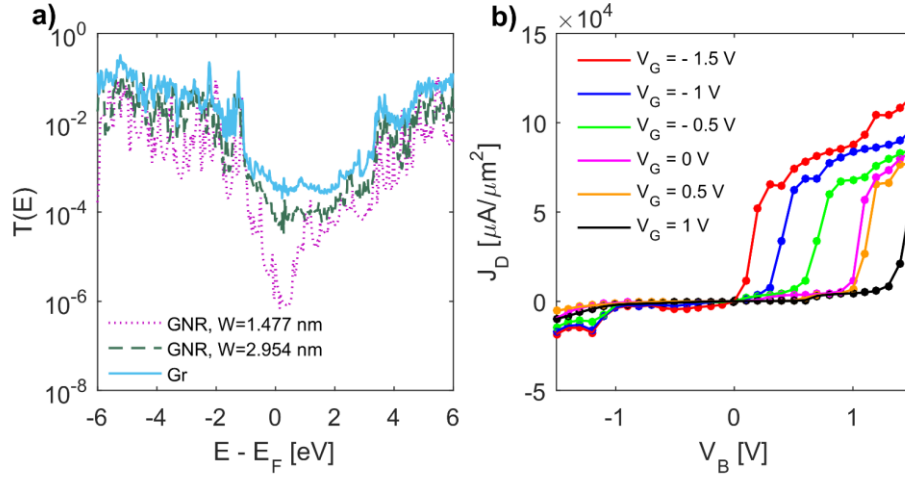 a)
10^0
10^-2
10^-4
10^-6
10^-8
T(E)
GNR, W=1.477 nm
GNR, W=2.954 nm
Gr
-6 -4 -2 0 2 4 6
E - E_F [eV]
b)
×10^4
15
10
5
0
-5
J_D [μA/μm^2]
V_G = - 1.5 V
V_G = - 1 V
V_G = - 0.5 V
V_G = 0 V
V_G = 0.5 V
V_G = 1 V
-1 0 1
V_B [V]